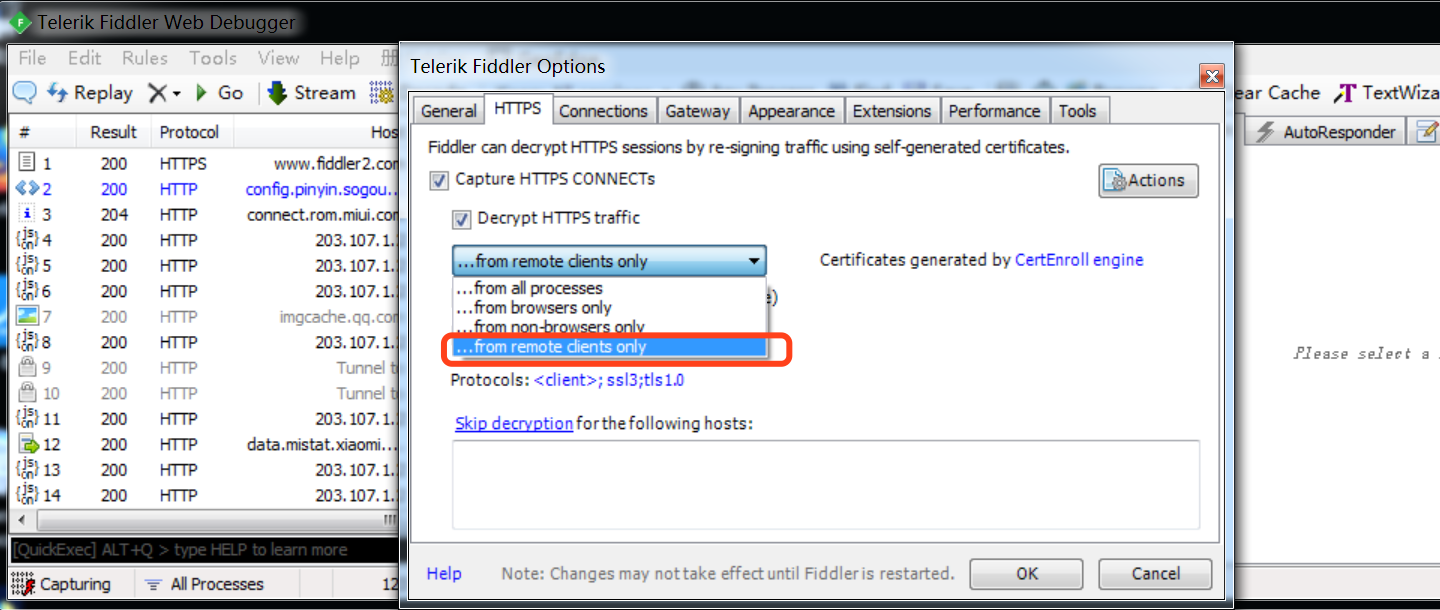 Telerik Fiddler Web Debugger
File Edit Rules Tools View Help
Replay Go Stream
# Result Protocol Hos
1 200 HTTPS www.fiddler2.com
2 200 HTTP config.pinyin.sogou...
3 204 HTTP connect.rom.miui.com
4 200 HTTP 203.107.1.
5 200 HTTP 203.107.1.
6 200 HTTP 203.107.1.
7 200 HTTP imgcache.qq.com
8 200 HTTP 203.107.1.
9 200 HTTP Tunnel t
10 200 HTTP Tunnel t
11 200 HTTP 203.107.1.
12 200 HTTP data.mistat.xiaomi...
13 200 HTTP 203.107.1.
14 200 HTTP 203.107.1.
[QuickExec] ALT+Q > type HELP to learn more
Capturing All Processes 12
Telerik Fiddler Options
General HTTPS Connections Gateway Appearance Extensions Performance Tools
Fiddler can decrypt HTTPS sessions by re-signing traffic using self-generated certificates.
Capture HTTPS CONNECTs
Actions
Decrypt HTTPS traffic
...from remote clients only
Certificates generated by CertEnroll engine
...from all processes
...from browsers only
...from non-browsers only
...from remote clients only
Protocols: <client>; ssl3;tls1.0
Skip decryption for the following hosts:
Help Note: Changes may not take effect until Fiddler is restarted. OK Cancel
ear Cache TextWiza
AutoResponder
Please select a